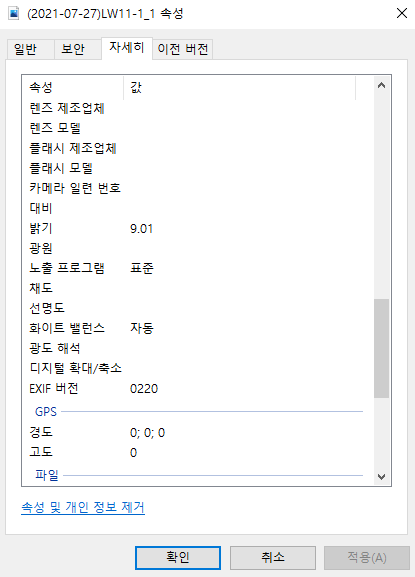 (2021-07-27)LW11-1_1 속성
일반 보안 자세히 이전 버전
속성 값
렌즈 제조업체
렌즈 모델
플래시 제조업체
플래시 모델
카메라 일련 번호
대비
밝기 9.01
광원
노출 프로그램 표준
채도
선명도
화이트 밸런스 자동
광도 해석
디지털 확대/축소
EXIF 버전 0220
GPS
경도 0; 0; 0
고도 0
파일
속성 및 개인 정보 제거
확인 취소 적용(A)